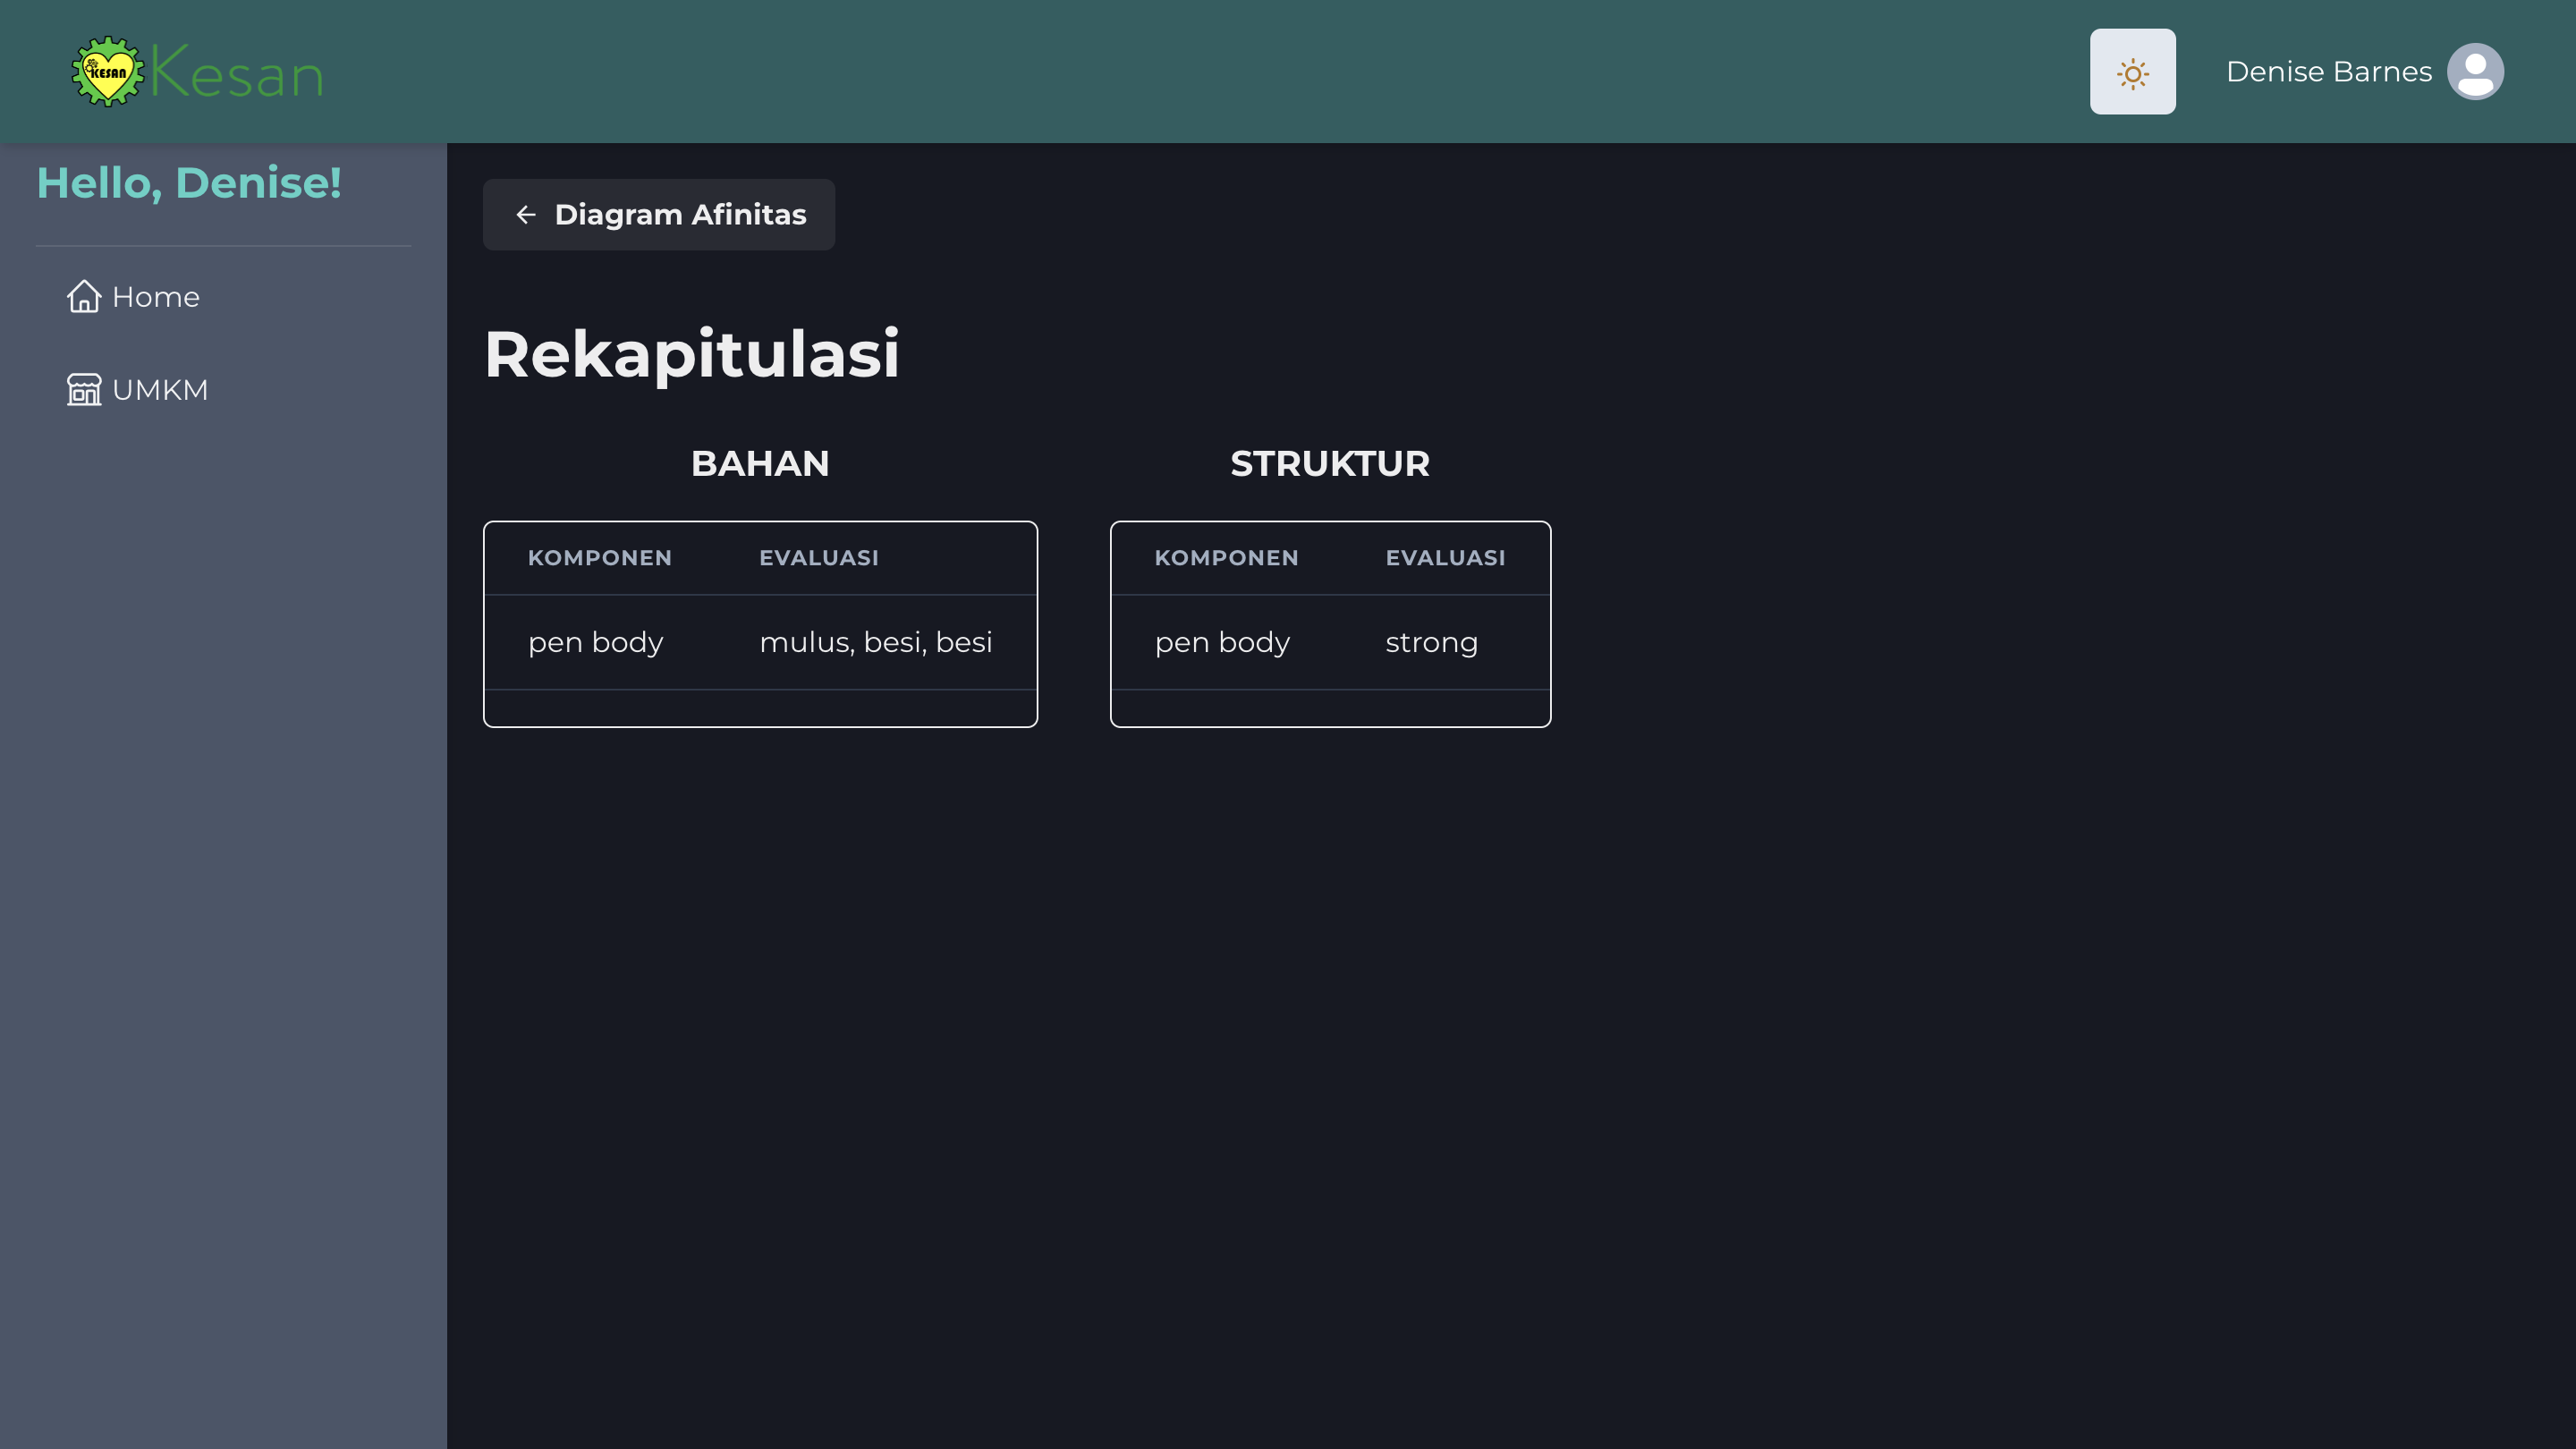 KESAN
Kesan
Denise Barnes
Hello, Denise!
Home
UMKM
Diagram Afinitas
Rekapitulasi
BAHAN
KOMPONEN EVALUASI
pen body mulus, besi, besi
STRUKTUR
KOMPONEN EVALUASI
pen body strong